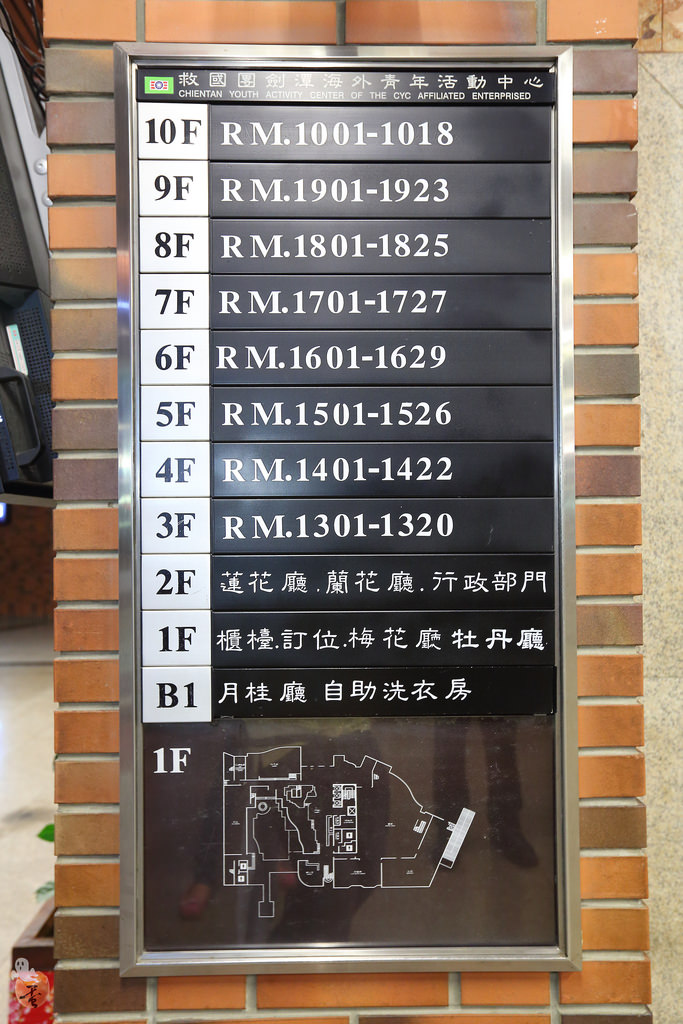 救國團劍潭海外青年活動中心
CHIENTAN YOUTH ACTIVITY CENTER OF THE CYC AFFILIATED ENTERPRISED
10F RM.1001-1018
9F RM.1901-1923
8F RM.1801-1825
7F RM.1701-1727
6F RM.1601-1629
5F RM.1501-1526
4F RM.1401-1422
3F RM.1301-1320
2F 蓮花廳.蘭花廳.行政部門
1F 櫃檯.訂位.梅花廳 牡丹廳
B1 月桂廳 自助洗衣房
1F